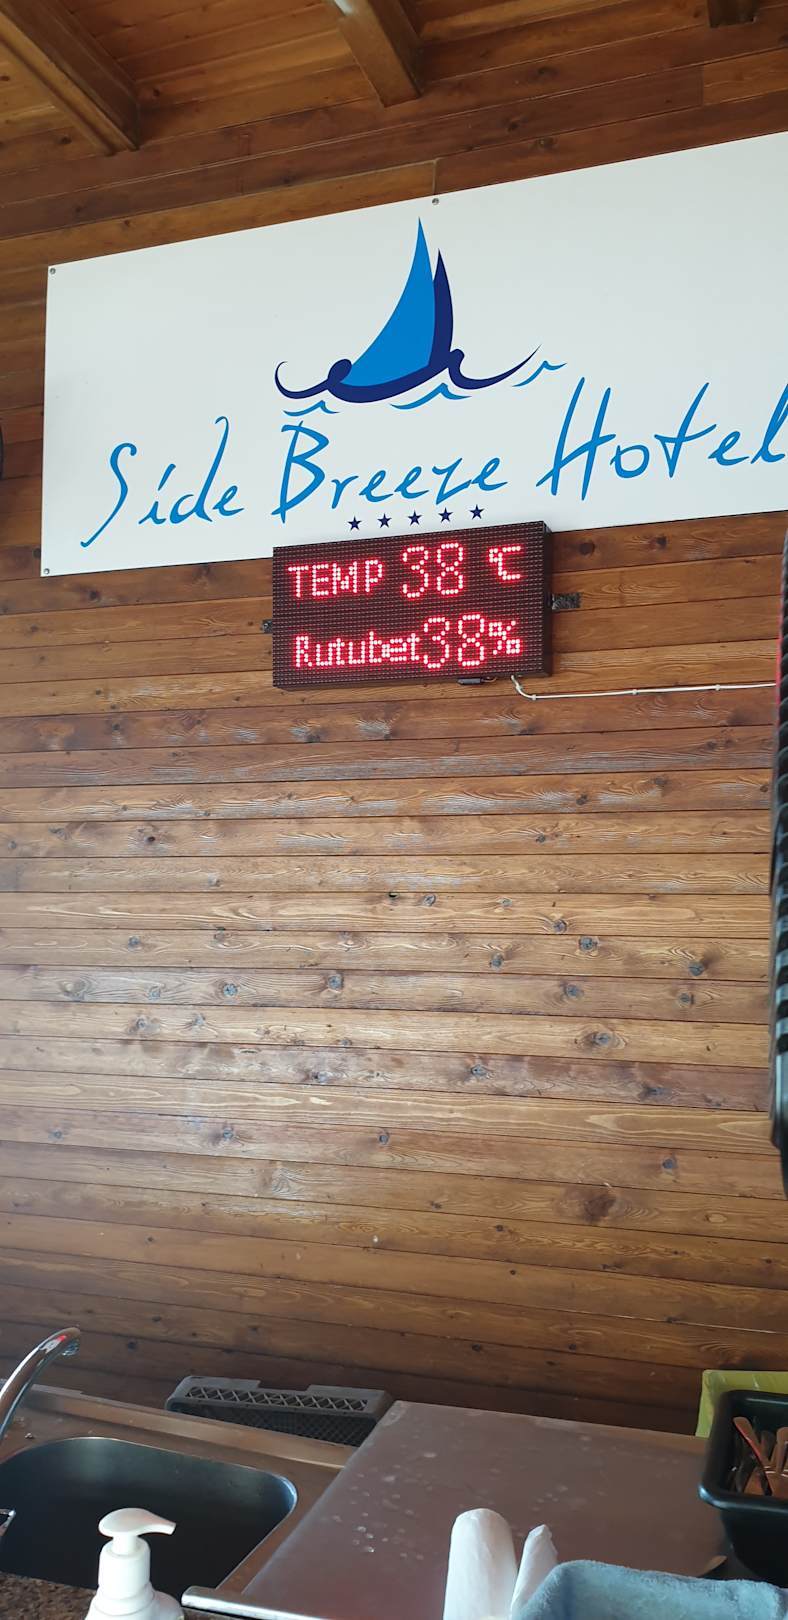 Side Breeze Hotel
★★★★★
TEMP 38 °C
Rutubet 38%